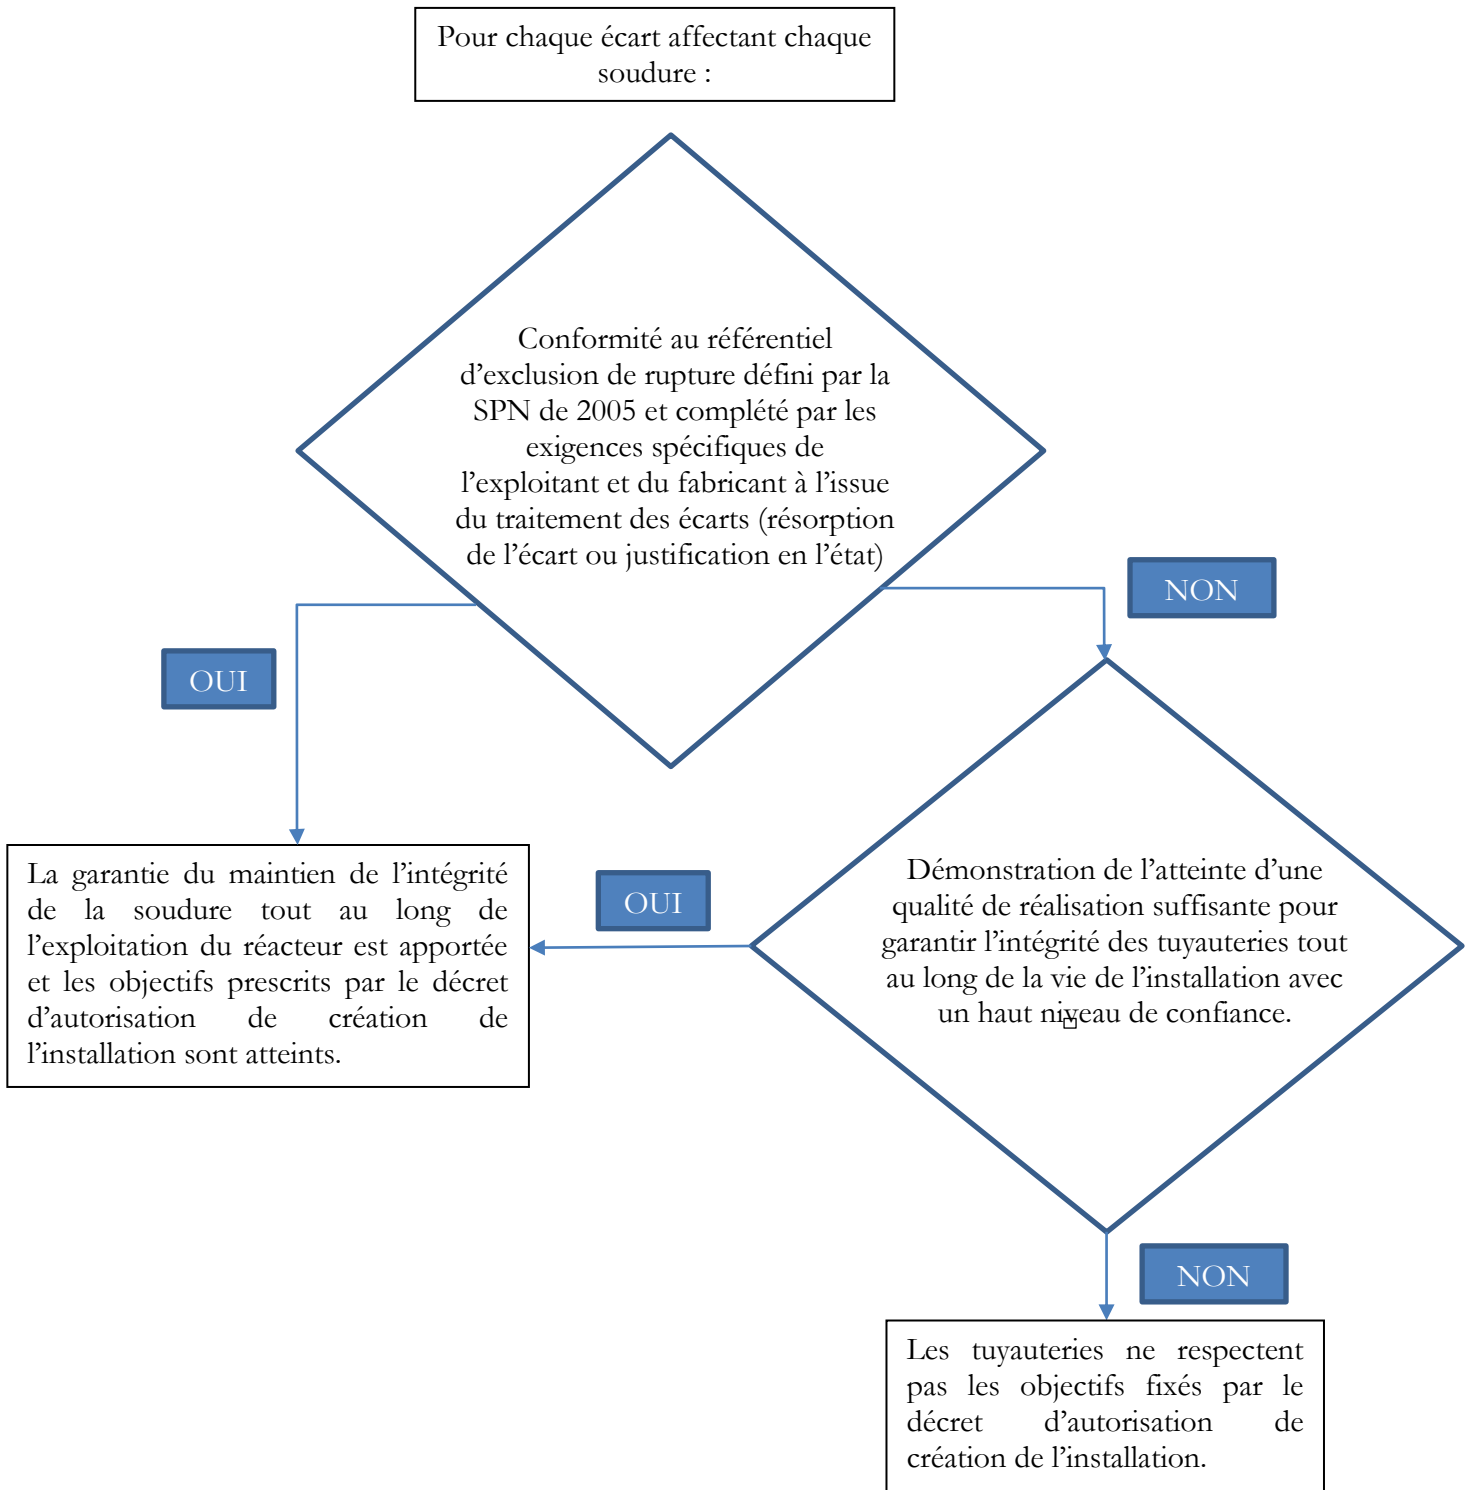 Pour chaque écart affectant chaque
soudure :
Conformité au référentiel
d’exclusion de rupture défini par la
SPN de 2005 et complété par les
exigences spécifiques de
l’exploitant et du fabricant à l’issue
du traitement des écarts (résorption
de l’écart ou justification en l’état)
NON
OUI
La garantie du maintien de l’intégrité
de la soudure tout au long de
l’exploitation du réacteur est apportée
et les objectifs prescrits par le décret
d’autorisation de création de
l’installation sont atteints.
OUI
Démonstration de l’atteinte d’une
qualité de réalisation suffisante pour
garantir l’intégrité des tuyauteries tout
au long de la vie de l’installation avec
un haut niveau de confiance.
NON
Les tuyauteries ne respectent
pas les objectifs fixés par le
décret d’autorisation de
création de l’installation.